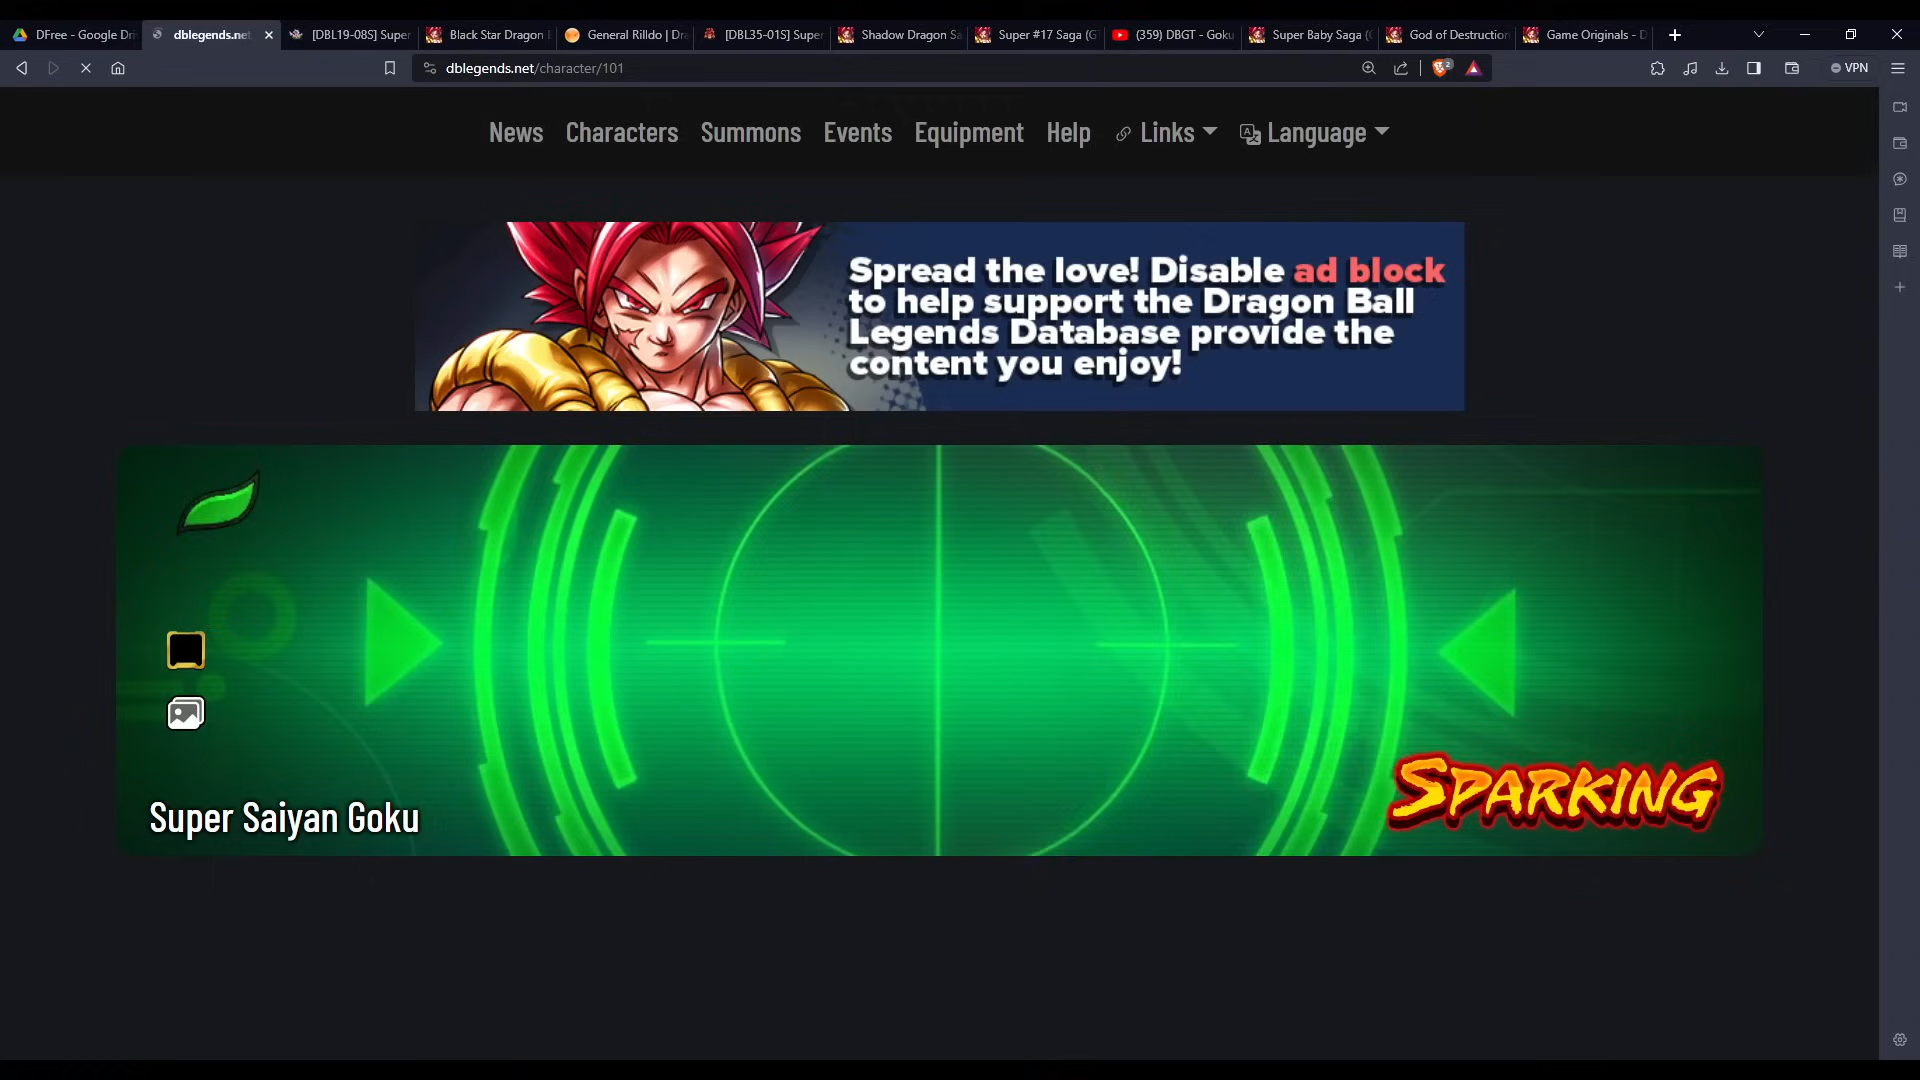 DFree - Google Dri
dblegends.net
[DBL19-08S] Super
Black Star Dragon
General Rilldo | Dra
[DBL35-01S] Super
Shadow Dragon Sa
Super #17 Saga (GT
(359) DBGT - Goku
Super Baby Saga (
God of Destruction
Game Originals - D
dblegends.net/character/101
2
VPN
News
Characters
Summons
Events
Equipment
Help
Links
Language
Spread the love! Disable ad block
to help support the Dragon Ball
Legends Database provide the
content you enjoy!
SPARKING
Super Saiyan Goku